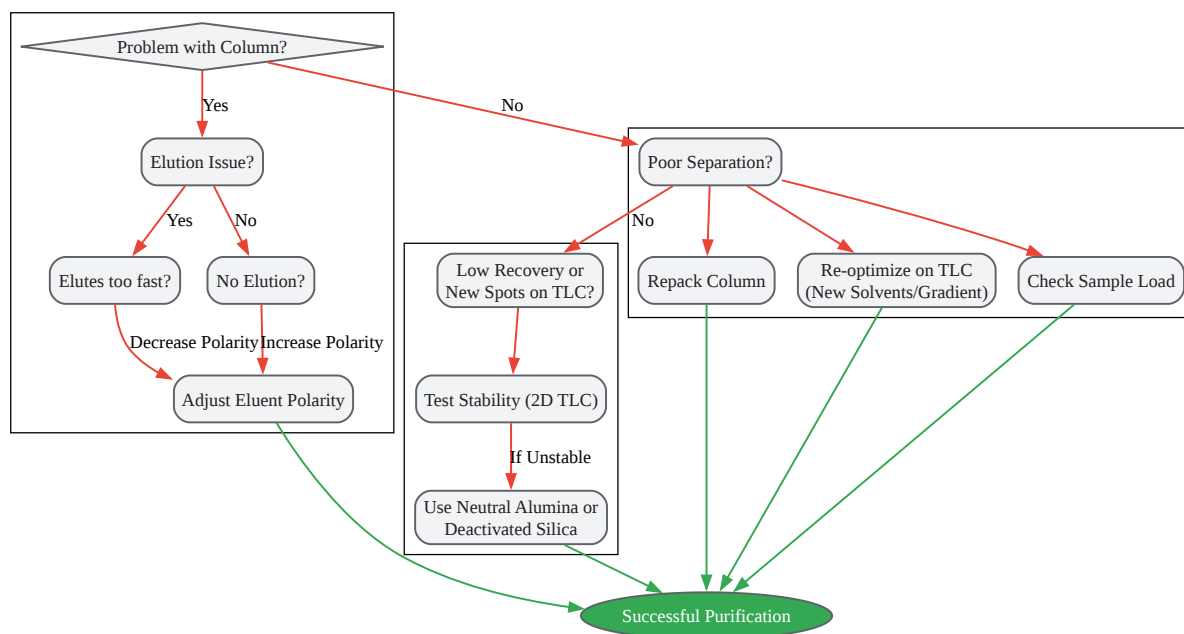 Problem with Column?
Yes
No
Elution Issue?
Poor Separation?
Yes
No
No
Elutes too fast?
No Elution?
Low Recovery or
New Spots on TLC?
Repack Column
Re-optimize on TLC
(New Solvents/Gradient)
Check Sample Load
Decrease Polarity
Increase Polarity
Adjust Eluent Polarity
Test Stability (2D TLC)
If Unstable
Use Neutral Alumina or
Deactivated Silica
Successful Purification